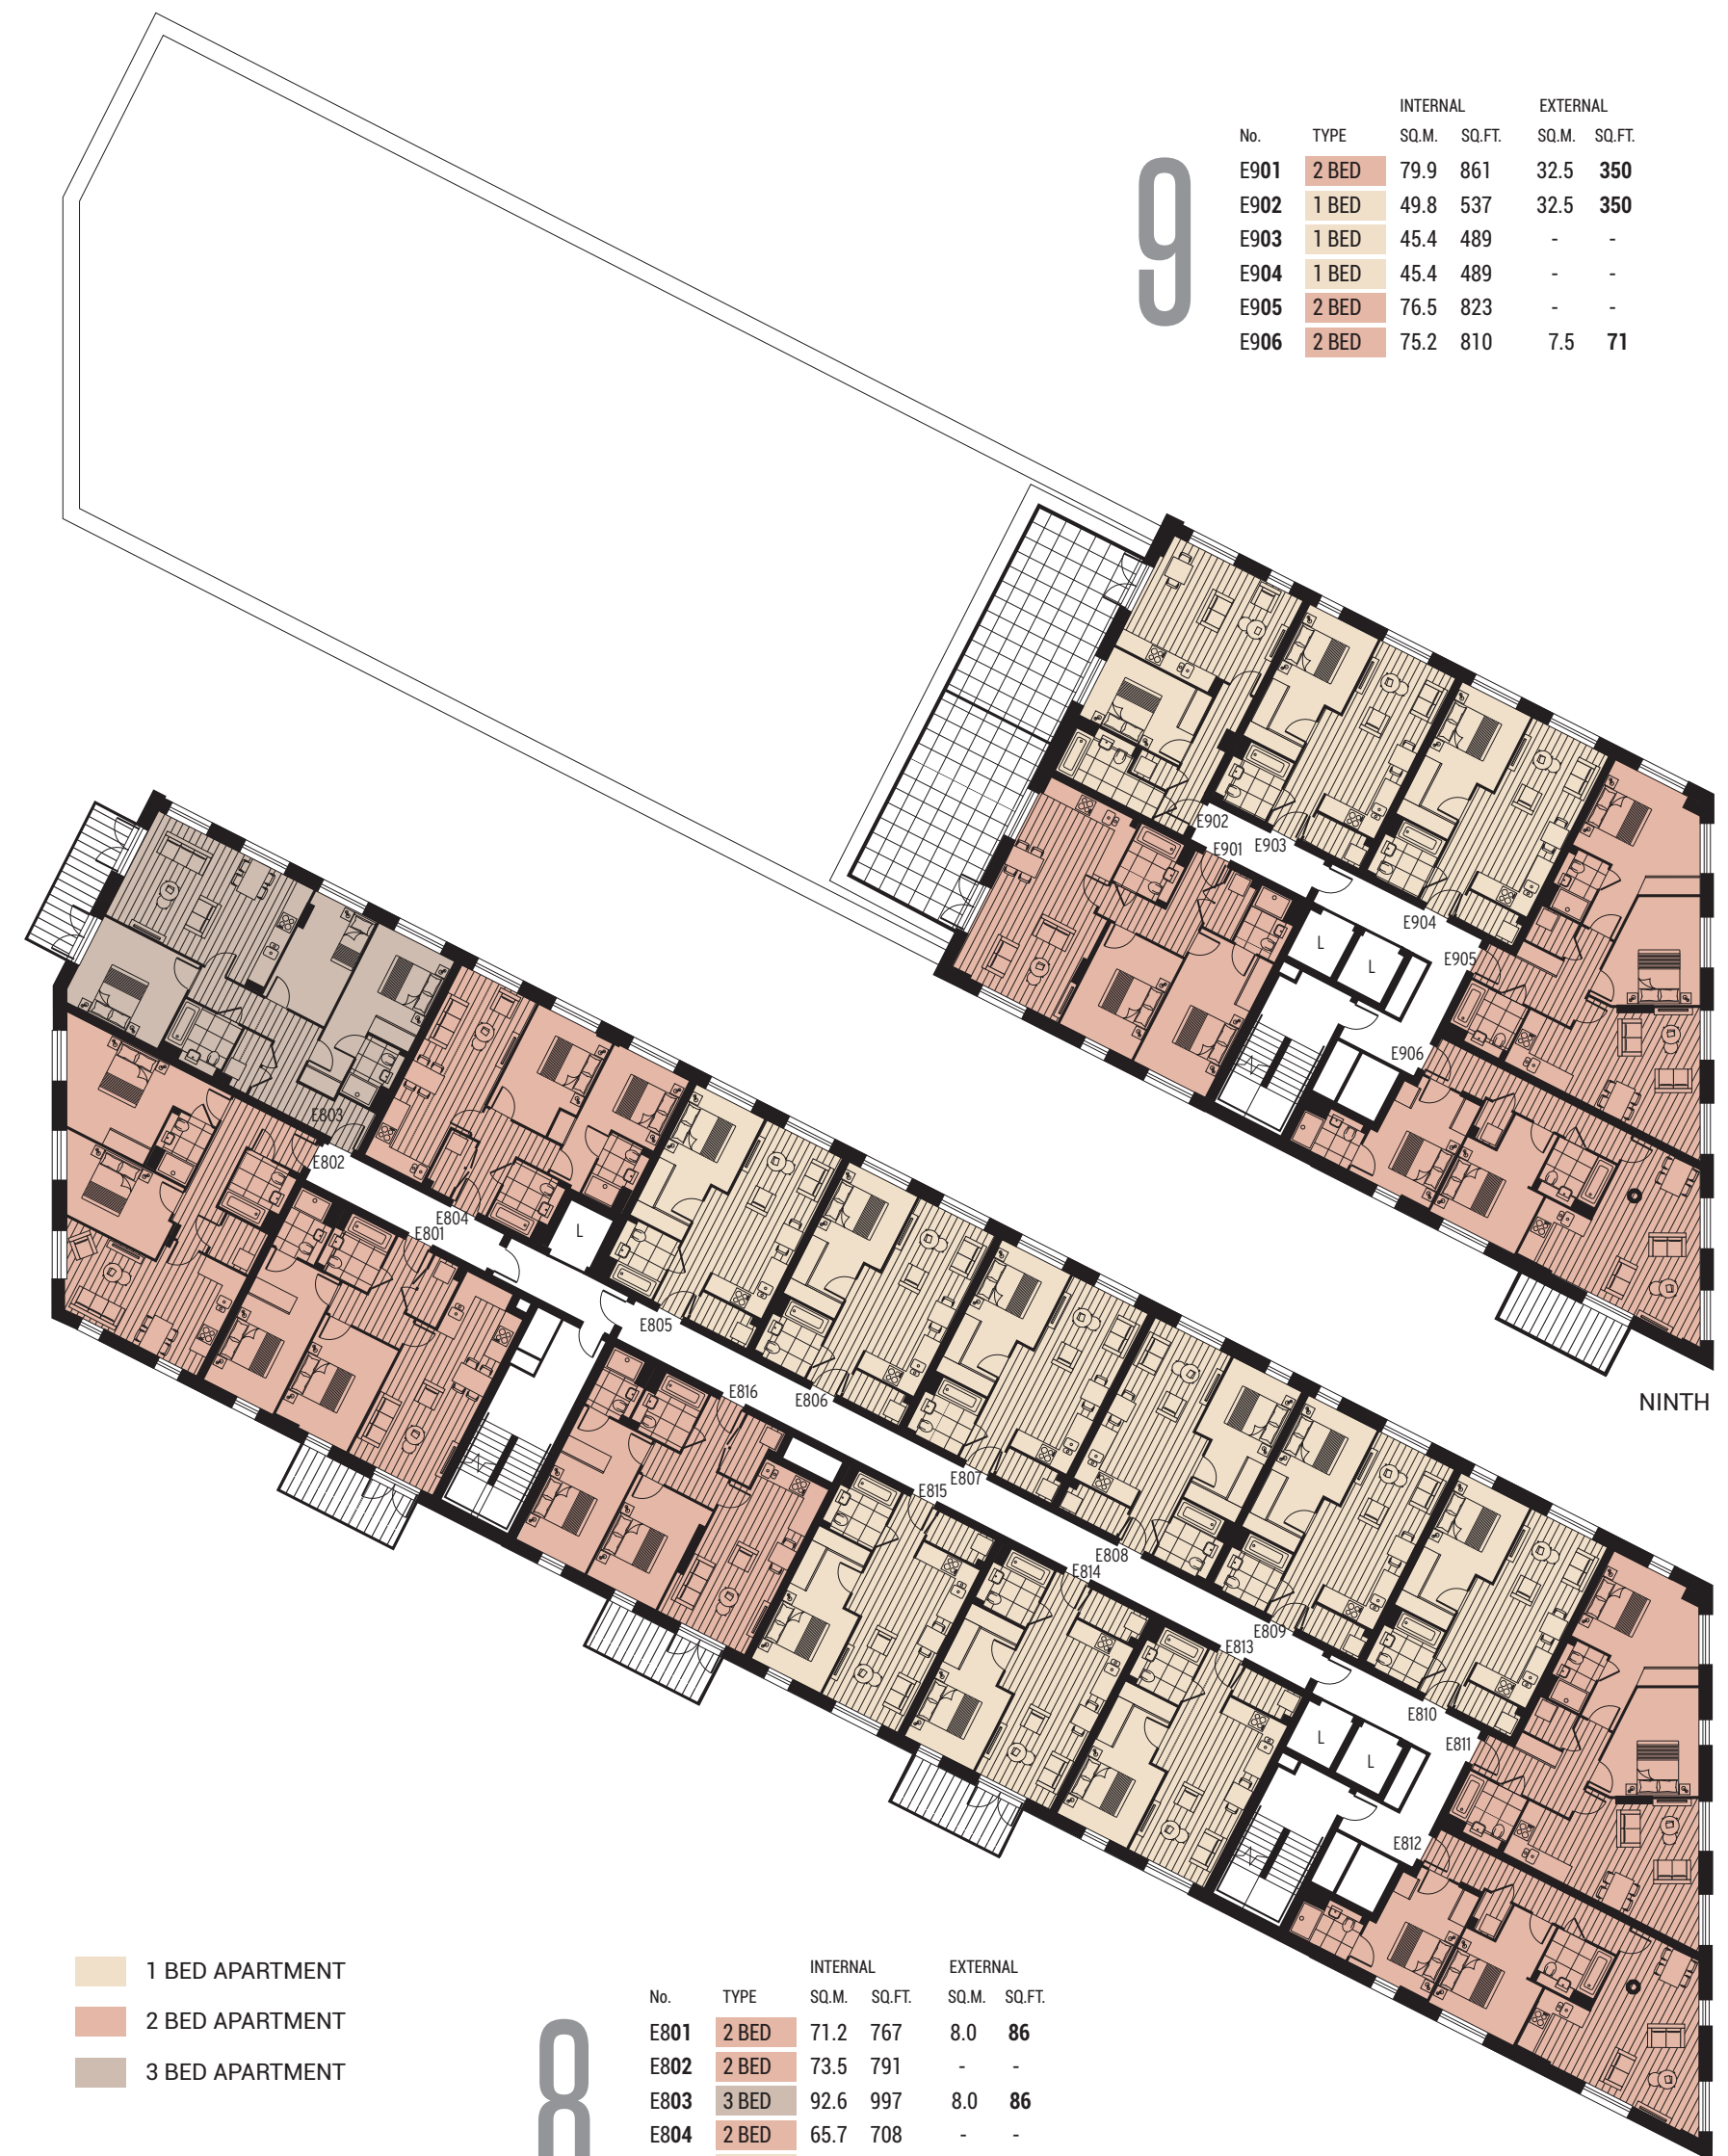 INTERNAL EXTERNAL
No. TYPE SQ.M. SQ.FT. SQ.M. SQ.FT.
9
E901 2 BED 79.9 861 32.5 350
E902 1 BED 49.8 537 32.5 350
E903 1 BED 45.4 489 - -
E904 1 BED 45.4 489 - -
E905 2 BED 76.5 823 - -
E906 2 BED 75.2 810 7.5 71
E902
E901
E903
E904
L
L
E905
E906
E803
E802
E804
E801
L
E805
E816
E806
NINTH
E807
E815
E808
E814
E809
E813
E810
L
L
E811
E812
1 BED APARTMENT
2 BED APARTMENT
3 BED APARTMENT
8
INTERNAL EXTERNAL
No. TYPE SQ.M. SQ.FT. SQ.M. SQ.FT.
E801 2 BED 71.2 767 8.0 86
E802 2 BED 73.5 791 - -
E803 3 BED 92.6 997 8.0 86
E804 2 BED 65.7 708 - -